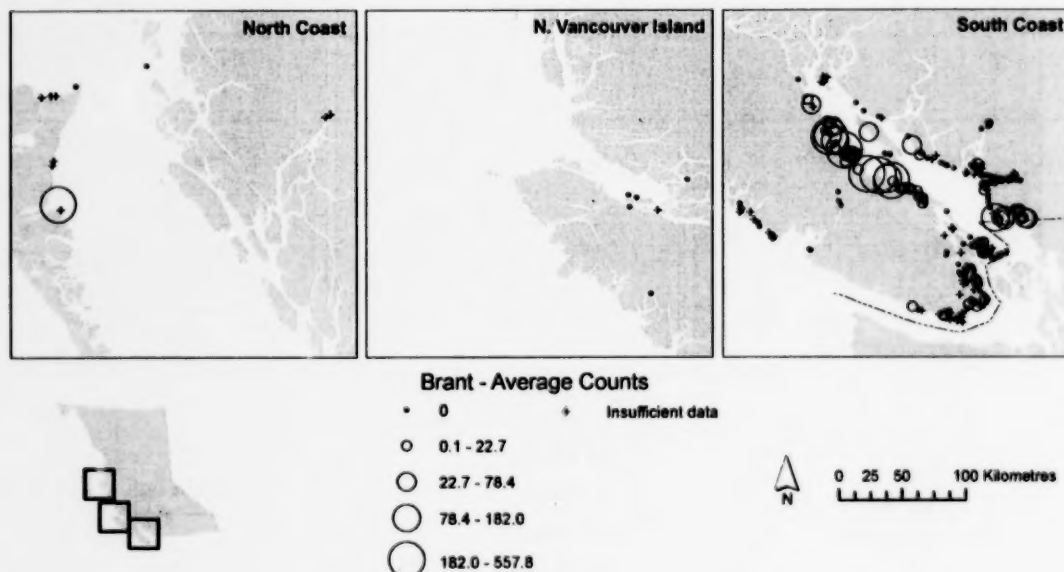 North Coast
N. Vancouver Island
South Coast
Brant - Average Counts
0
Insufficient data
0.1 - 22.7
22.7 - 78.4
78.4 - 182.0
182.0 - 557.8
N
0 25 50 100 Kilometres